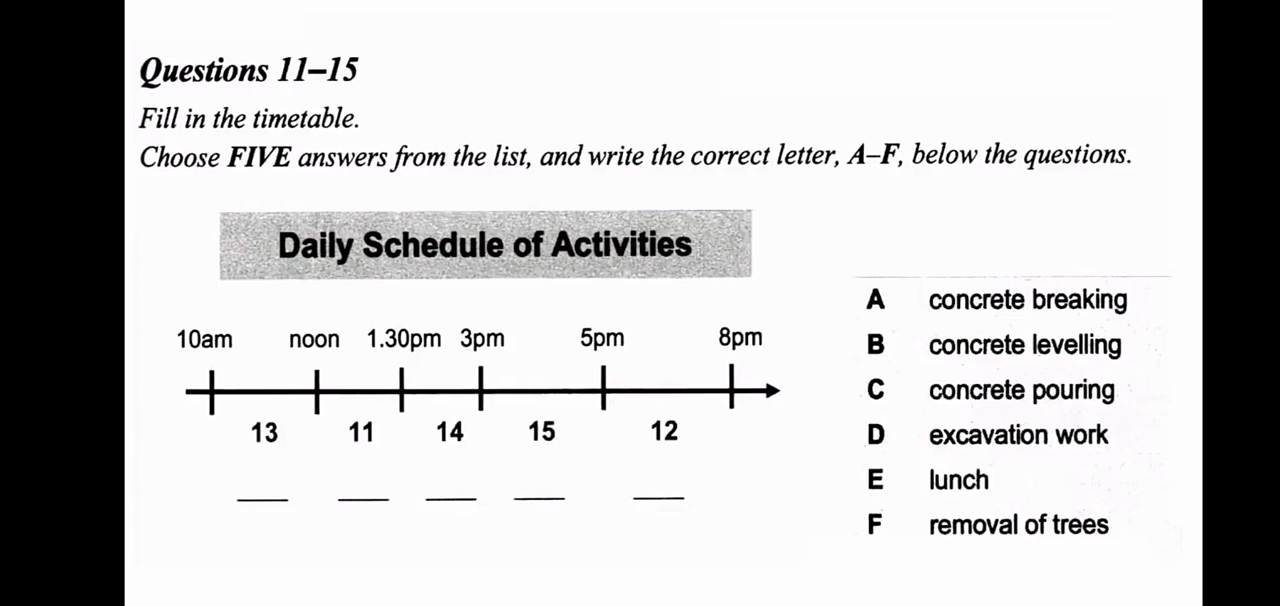 Questions 11–15
Fill in the timetable.
Choose FIVE answers from the list, and write the correct letter, A–F, below the questions.
Daily Schedule of Activities
10am noon 1.30pm 3pm 5pm 8pm
13 11 14 15 12
A concrete breaking
B concrete levelling
C concrete pouring
D excavation work
E lunch
F removal of trees